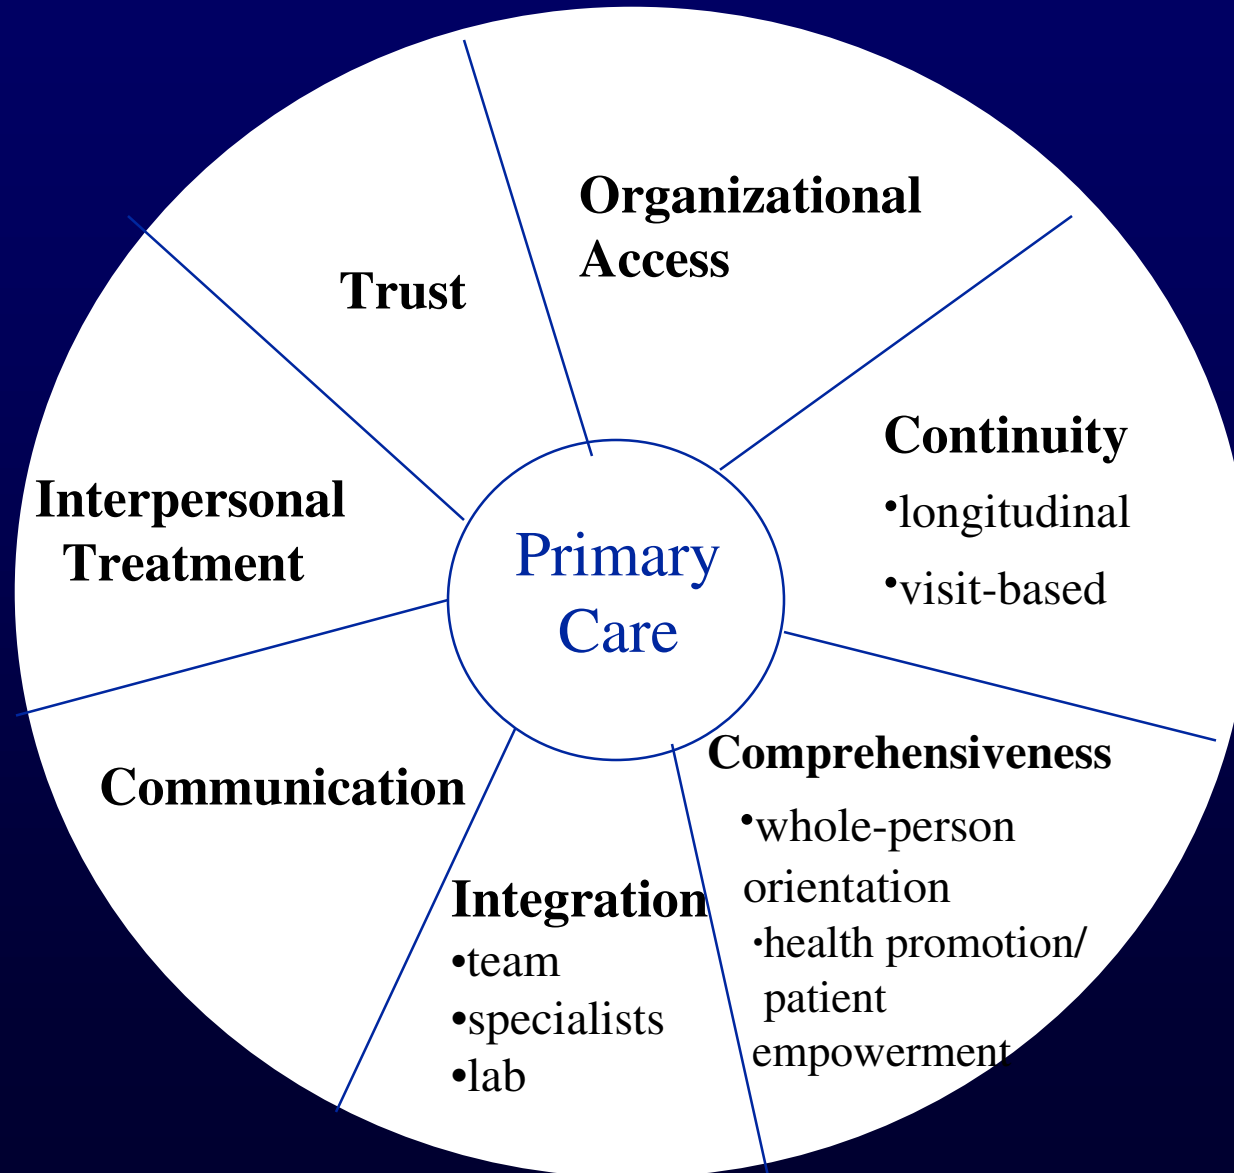 Organizational
Access
Trust
Continuity
•longitudinal
•visit-based
Interpersonal
Treatment
Primary
Care
Comprehensiveness
•whole-person
orientation
•health promotion/
patient
empowerment
Communication
Integration
•team
•specialists
•lab